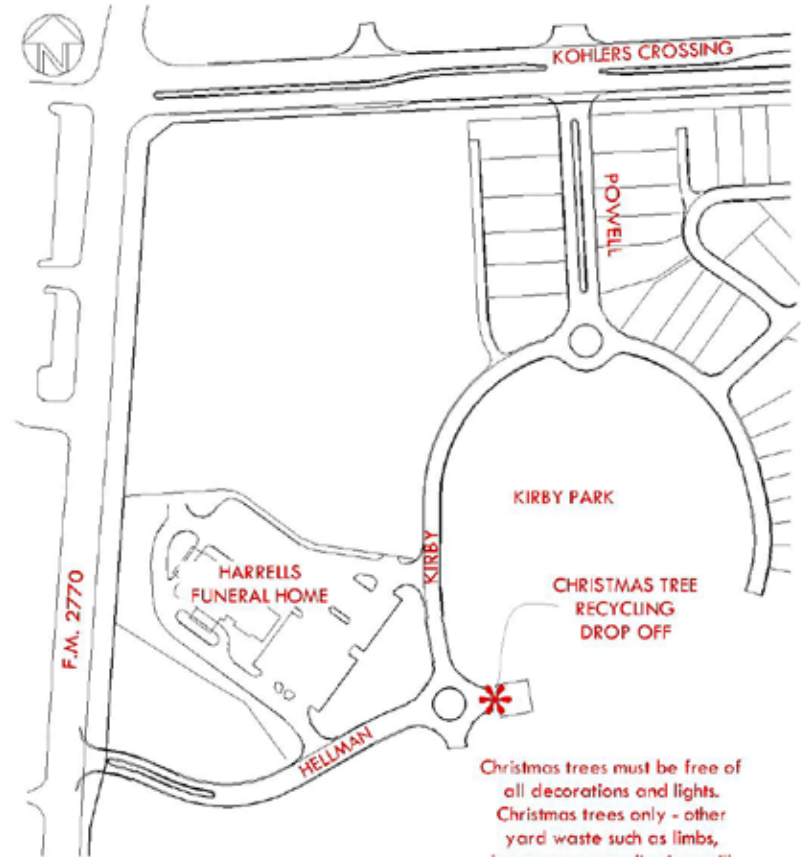 N
KOHLERS CROSSING
POWELL
KIRBY PARK
KIRBY
HARRELLS
FUNERAL HOME
CHRISTMAS TREE
RECYCLING
DROP OFF
F.M. 2770
HELLMAN
Christmas trees must be free of
all decorations and lights.
Christmas trees only - other
yard waste such as limbs,